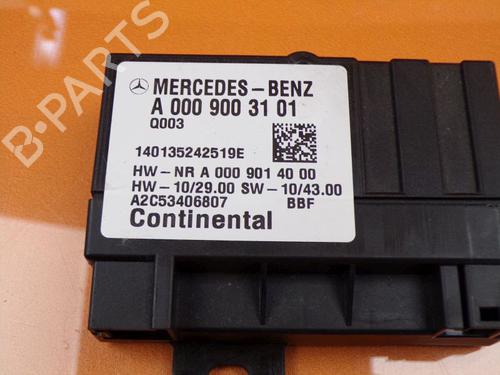 B-PARTS
MERCEDES-BENZ
A 000 900 31 01
Q003
140135242519E
HW-NR A 000 901 40 00
HW-10/29.00 SW-10/43.00
A2C53406807 BBF
Continental